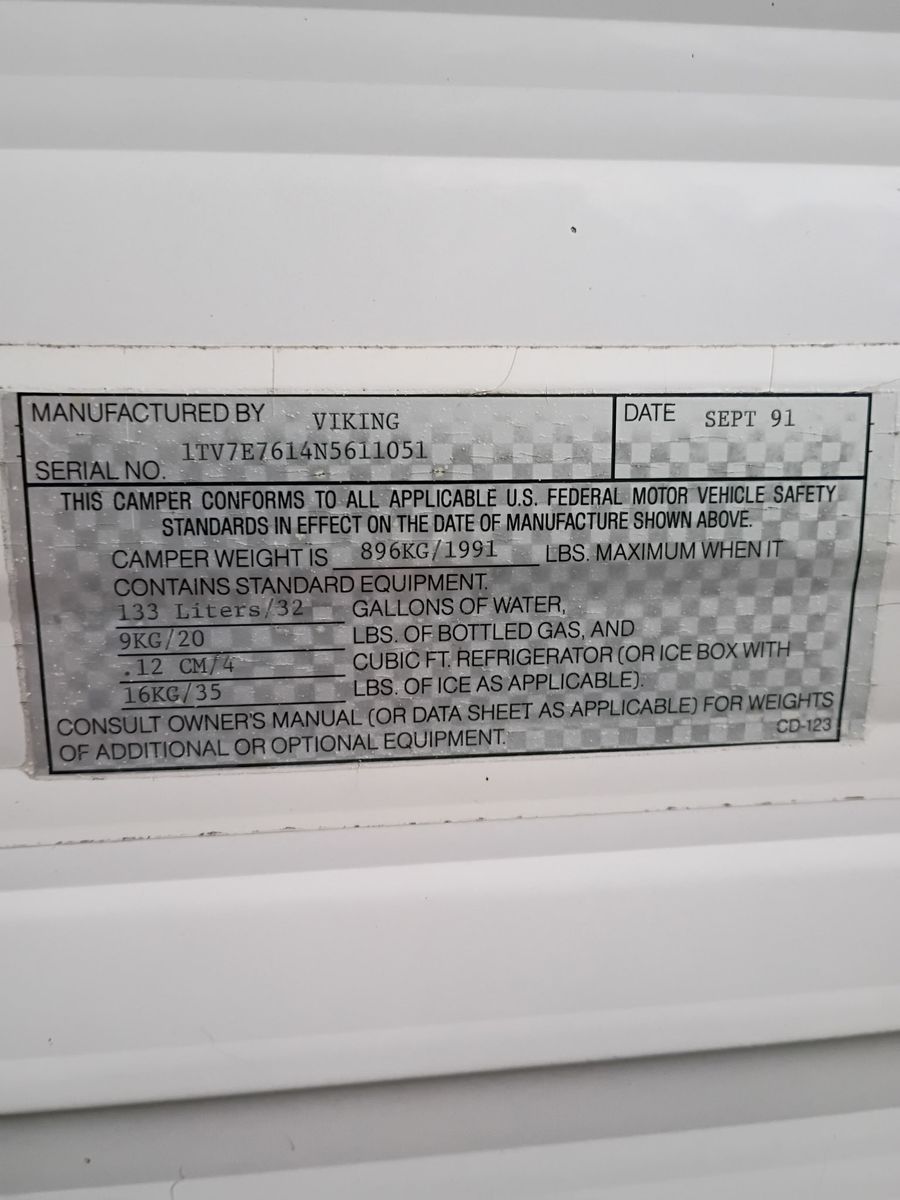 MANUFACTURED BY VIKING DATE SEPT 91
SERIAL NO. 1TV7E7614N5611051
THIS CAMPER CONFORMS TO ALL APPLICABLE U.S. FEDERAL MOTOR VEHICLE SAFETY
STANDARDS IN EFFECT ON THE DATE OF MANUFACTURE SHOWN ABOVE.
CAMPER WEIGHT IS 896KG/1991 LBS. MAXIMUM WHEN IT
CONTAINS STANDARD EQUIPMENT.
133 Liters/32 GALLONS OF WATER,
9KG/20 LBS. OF BOTTLED GAS, AND
.12 CM/4 CUBIC FT. REFRIGERATOR (OR ICE BOX WITH
16KG/35 LBS. OF ICE AS APPLICABLE).
CONSULT OWNER'S MANUAL (OR DATA SHEET AS APPLICABLE) FOR WEIGHTS
OF ADDITIONAL OR OPTIONAL EQUIPMENT. CD-123